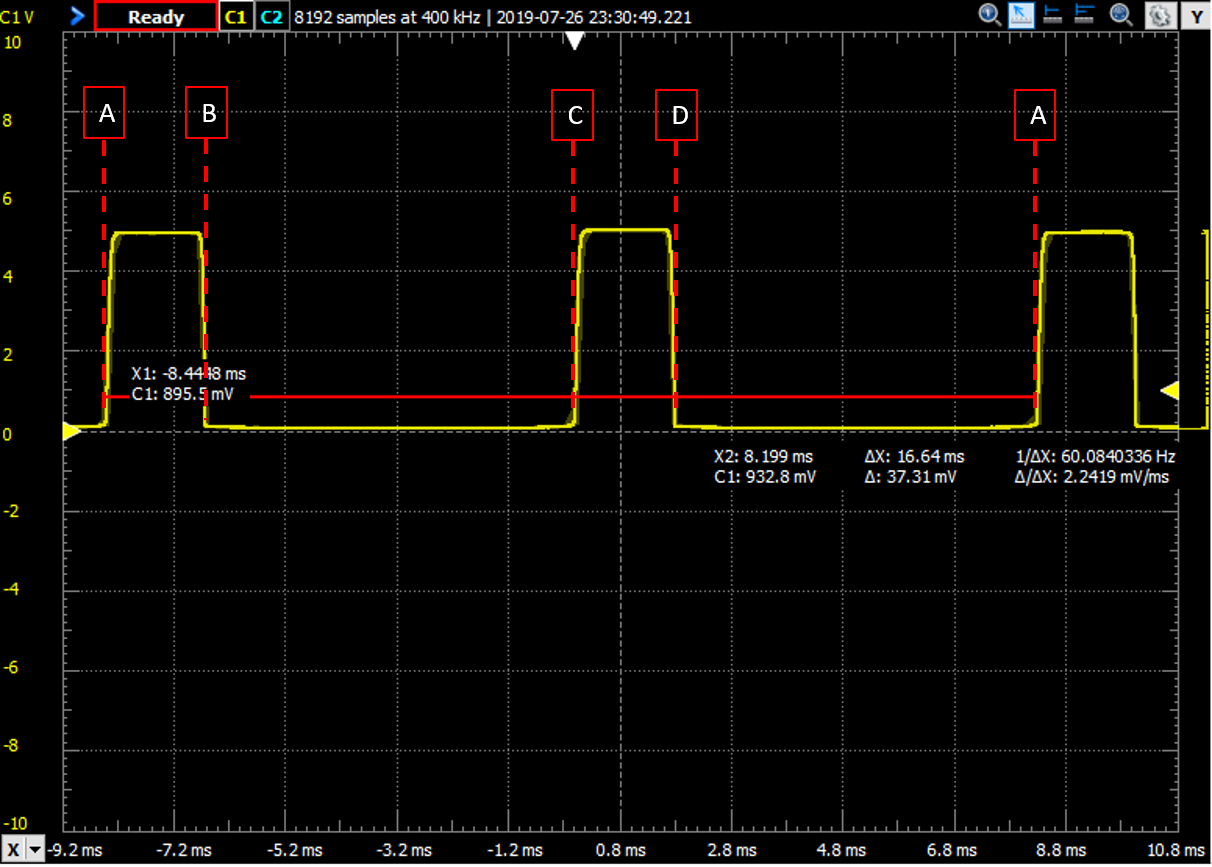 C1 V
Ready
C1
C2
8192 samples at 400 kHz | 2019-07-26 23:30:49.221
Y
10
8
6
4
2
0
-2
-4
-6
-8
-10
A
B
C
D
A
X1: -8.4448 ms
C1: 895.5 mV
X2: 8.199 ms
ΔX: 16.64 ms
1/ΔX: 60.0840336 Hz
C1: 932.8 mV
Δ: 37.31 mV
Δ/ΔX: 2.2419 mV/ms
X
-9.2 ms
-7.2 ms
-5.2 ms
-3.2 ms
-1.2 ms
0.8 ms
2.8 ms
4.8 ms
6.8 ms
8.8 ms
10.8 ms